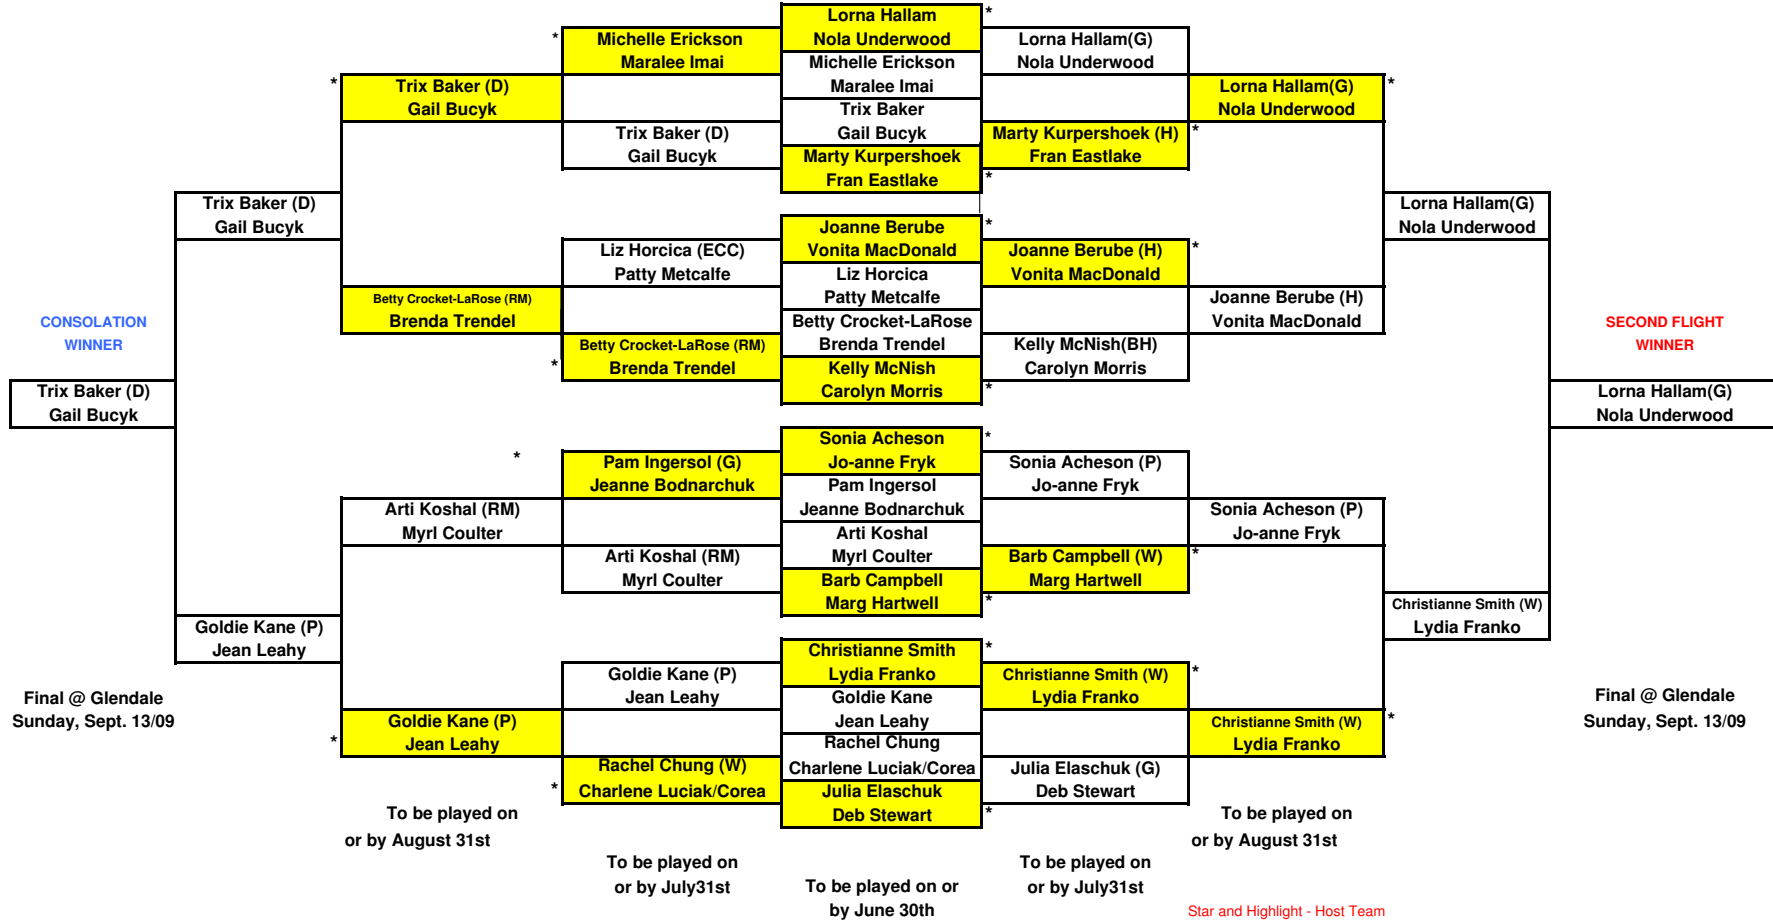 Lorna Hallam
*
Nola Underwood
Michelle Erickson
Maralee Imai
Trix Baker
Gail Bucyk
Marty Kurpershoek
Fran Eastlake
*
Joanne Berube
*
Vonita MacDonald
Liz Horcica
Patty Metcalfe
Betty Crocket-LaRose
Brenda Trendel
Kelly McNish
Carolyn Morris
*
Sonia Acheson
*
Jo-anne Fryk
Pam Ingersol
Jeanne Bodnarchuk
Arti Koshal
Myrl Coulter
Barb Campbell
Marg Hartwell
*
Christianne Smith
*
Lydia Franko
Goldie Kane
Jean Leahy
Rachel Chung
Charlene Luciak/Corea
Julia Elaschuk
Deb Stewart
*
To be played on or
by June 30th
*
Michelle Erickson
Maralee Imai
Trix Baker (D)
Gail Bucyk
Liz Horcica (ECC)
Patty Metcalfe
Betty Crocket-LaRose (RM)
*
Brenda Trendel
*
Pam Ingersol (G)
Jeanne Bodnarchuk
Arti Koshal (RM)
Myrl Coulter
Goldie Kane (P)
Jean Leahy
Rachel Chung (W)
*
Charlene Luciak/Corea
To be played on
or by July31st
*
Trix Baker (D)
Gail Bucyk
Betty Crocket-LaRose (RM)
Brenda Trendel
Arti Koshal (RM)
Myrl Coulter
Goldie Kane (P)
*
Jean Leahy
To be played on
or by August 31st
Trix Baker (D)
Gail Bucyk
Goldie Kane (P)
Jean Leahy
CONSOLATION
WINNER
Trix Baker (D)
Gail Bucyk
Final @ Glendale
Sunday, Sept. 13/09
Lorna Hallam(G)
Nola Underwood
Marty Kurpershoek (H)
*
Fran Eastlake
Joanne Berube (H)
*
Vonita MacDonald
Kelly McNish(BH)
Carolyn Morris
Sonia Acheson (P)
Jo-anne Fryk
Barb Campbell (W)
*
Marg Hartwell
Christianne Smith (W)
*
Lydia Franko
Julia Elaschuk (G)
Deb Stewart
To be played on
or by July31st
Lorna Hallam(G)
*
Nola Underwood
Joanne Berube (H)
Vonita MacDonald
Sonia Acheson (P)
Jo-anne Fryk
Christianne Smith (W)
*
Lydia Franko
To be played on
or by August 31st
Lorna Hallam(G)
Nola Underwood
Christianne Smith (W)
Lydia Franko
SECOND FLIGHT
WINNER
Lorna Hallam(G)
Nola Underwood
Final @ Glendale
Sunday, Sept. 13/09
Star and Highlight - Host Team